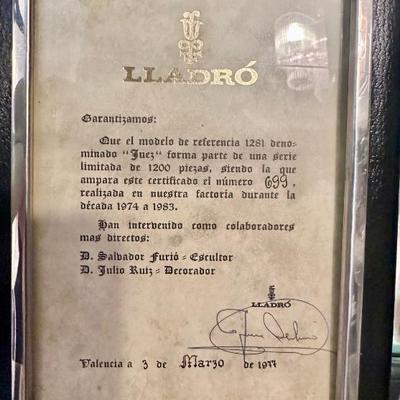 LLADRÓ
Garantizamos:
Que el modelo de referencia 1281 deno-
minado "Juez" forma parte de una serie
limitada de 1200 piezas, siendo la que
ampara este certificado el número 699,
realizada en nuestra factoría durante la
década 1974 a 1983.
Han intervenido como colaboradores
mas directos:
D. Salvador Furió = Escultor
D. Julio Ruiz = Decorador
LLADRÓ
Valencia a 3 de Marzo de 1977